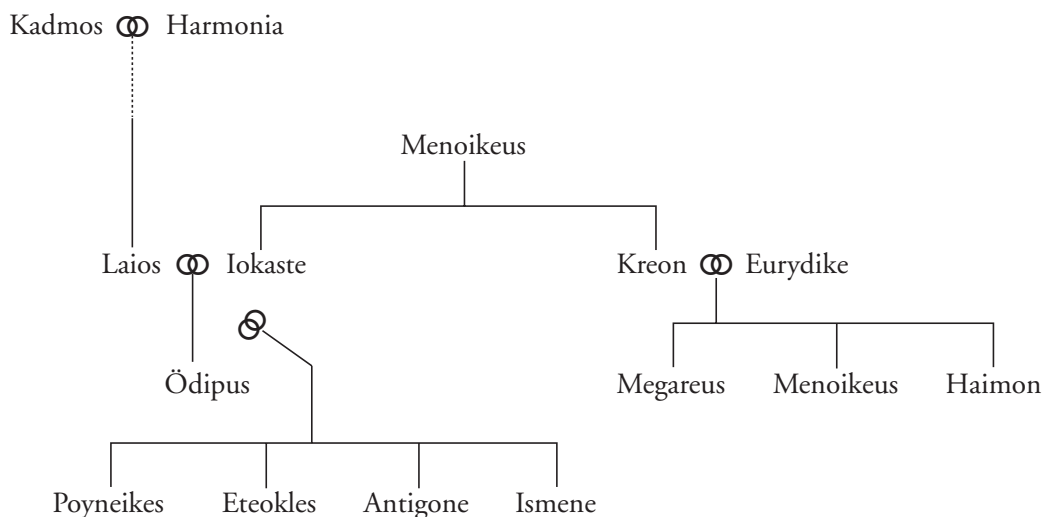 Kadmos Harmonia
Menoikeus
Laios Iokaste Kreon Eurydike
Ödipus Megareus Menoikeus Haimon
Poyneikes Eteokles Antigone Ismene